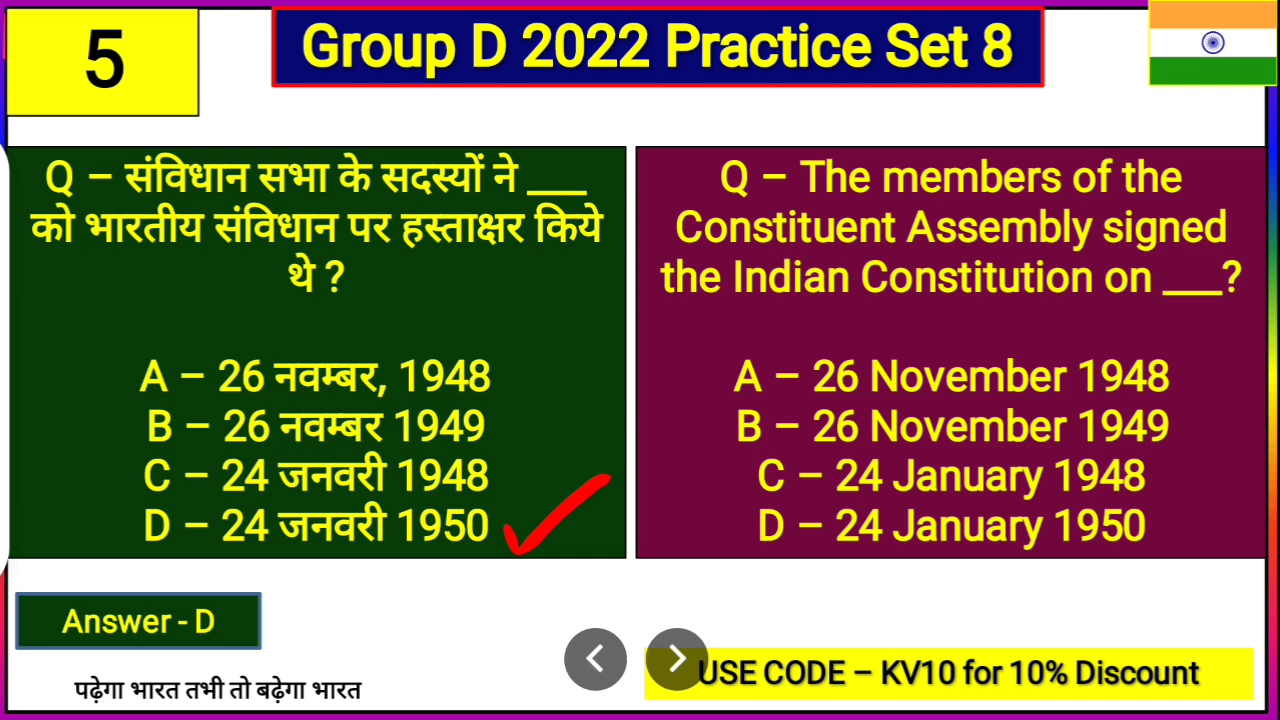 5
Group D 2022 Practice Set 8
Q – संविधान सभा के सदस्यों ने ___
को भारतीय संविधान पर हस्ताक्षर किये
थे ?
A – 26 नवम्बर, 1948
B – 26 नवम्बर 1949
C – 24 जनवरी 1948
D – 24 जनवरी 1950
Q – The members of the
Constituent Assembly signed
the Indian Constitution on ___?
A – 26 November 1948
B – 26 November 1949
C – 24 January 1948
D – 24 January 1950
Answer - D
पढ़ेगा भारत तभी तो बढ़ेगा भारत
USE CODE – KV10 for 10% Discount